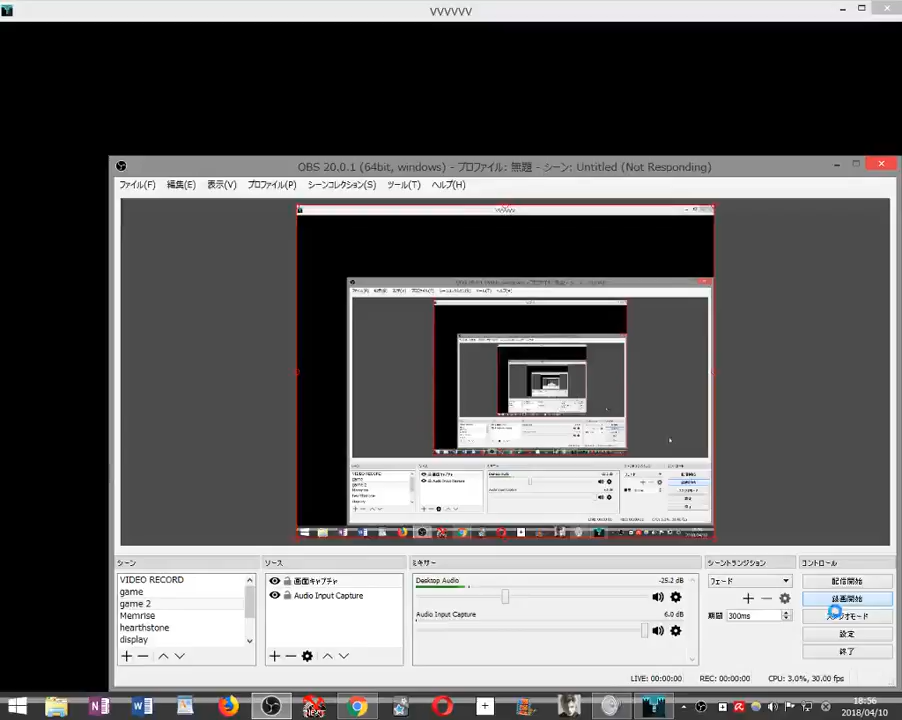 VVVVVV
OBS 20.0.1 (64bit, windows) - プロファイル: 無題 - シーン: Untitled (Not Responding)
ファイル(F) 編集(E) 表示(V) プロファイル(P) シーンコレクション(S) ツール(T) ヘルプ(H)
シーン ソース ミキサー シーントランジション コントロール
VIDEO RECORD
game
game 2
Memrise
hearthstone
display
画面キャプチャ
Audio Input Capture
Desktop Audio -25.2 dB
Audio Input Capture 6.0 dB
フェード
期間 300ms
配信開始
録画開始
スタジオモード
設定
終了
LIVE: 00:00:00 REC: 00:00:00 CPU: 3.0%, 30.00 fps
18:56
2018/04/10